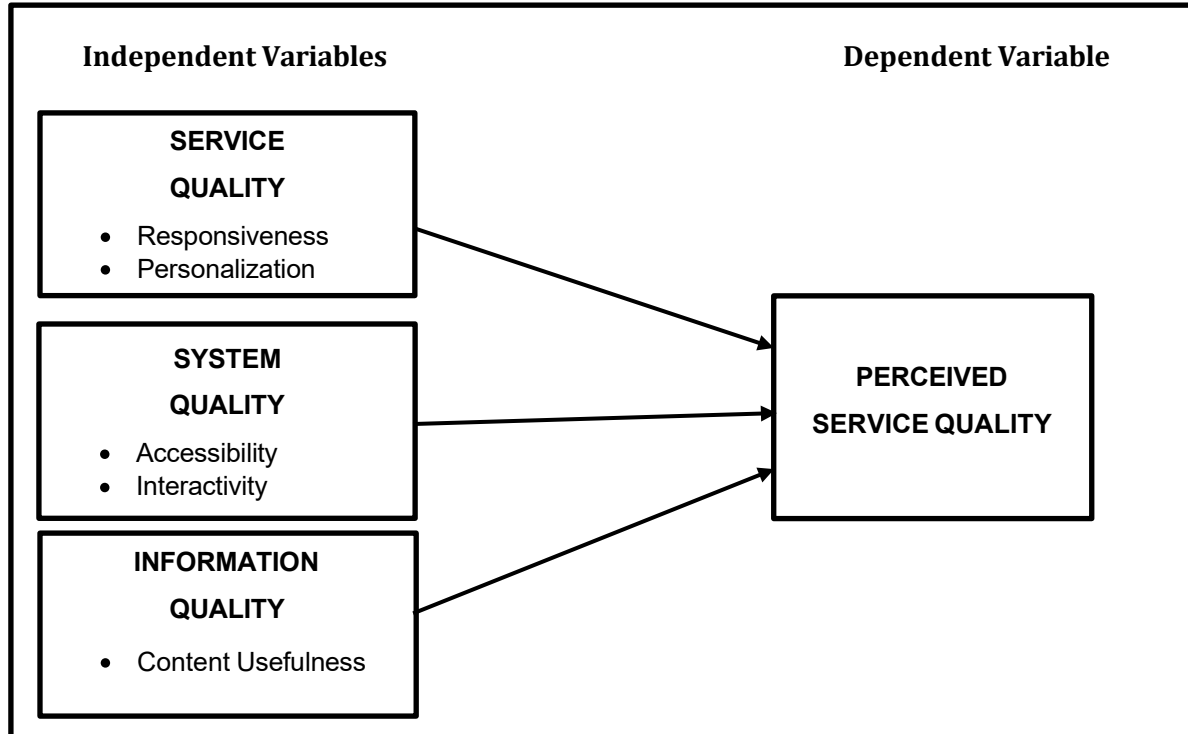 Independent Variables
Dependent Variable
SERVICE
QUALITY
• Responsiveness
• Personalization
SYSTEM
QUALITY
• Accessibility
• Interactivity
INFORMATION
QUALITY
• Content Usefulness
PERCEIVED
SERVICE QUALITY